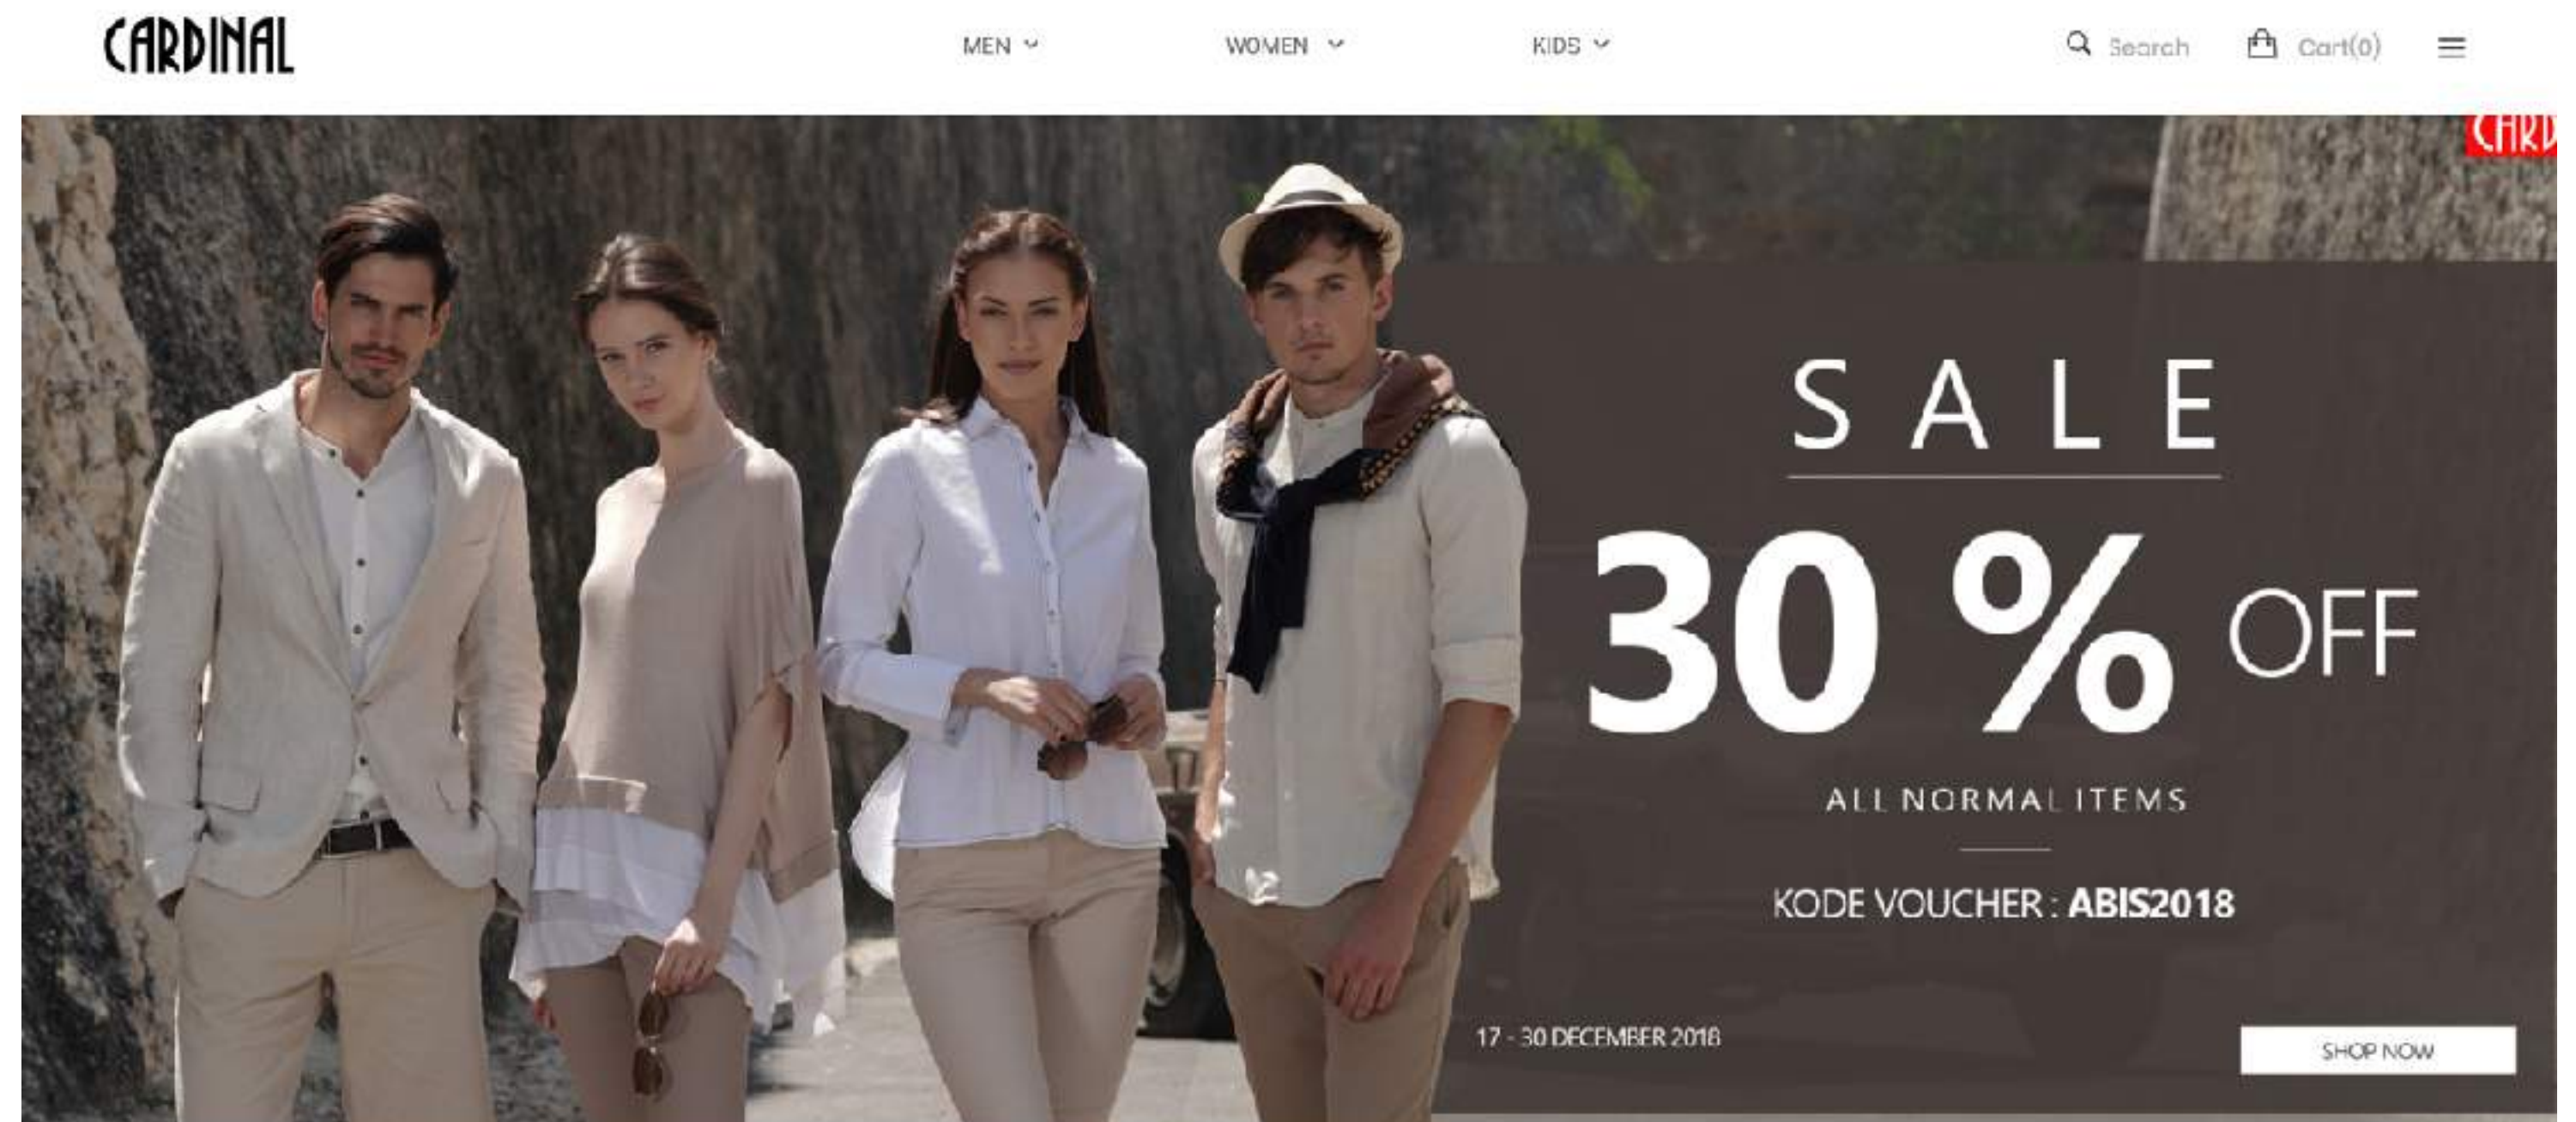 CARDINAL
MEN
WOMEN
KIDS
Search
Cart(0)
CARD
SALE
30 % OFF
ALL NORMAL ITEMS
KODE VOUCHER : ABIS2018
17 - 30 DECEMBER 2018
SHOP NOW